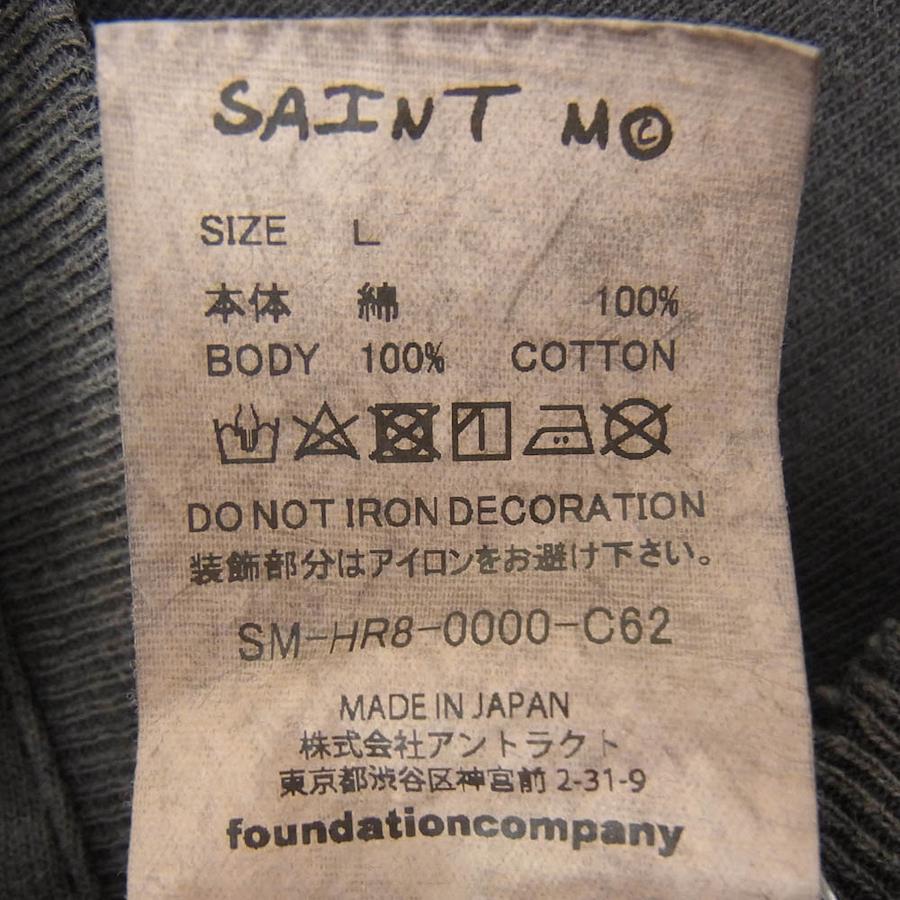 SAINT M©
SIZE L
本体 綿 100%
BODY 100% COTTON
DO NOT IRON DECORATION
装飾部分はアイロンをお避け下さい。
SM-HR8-0000-C62
MADE IN JAPAN
株式会社アントラクト
東京都渋谷区神宮前 2-31-9
foundationcompany